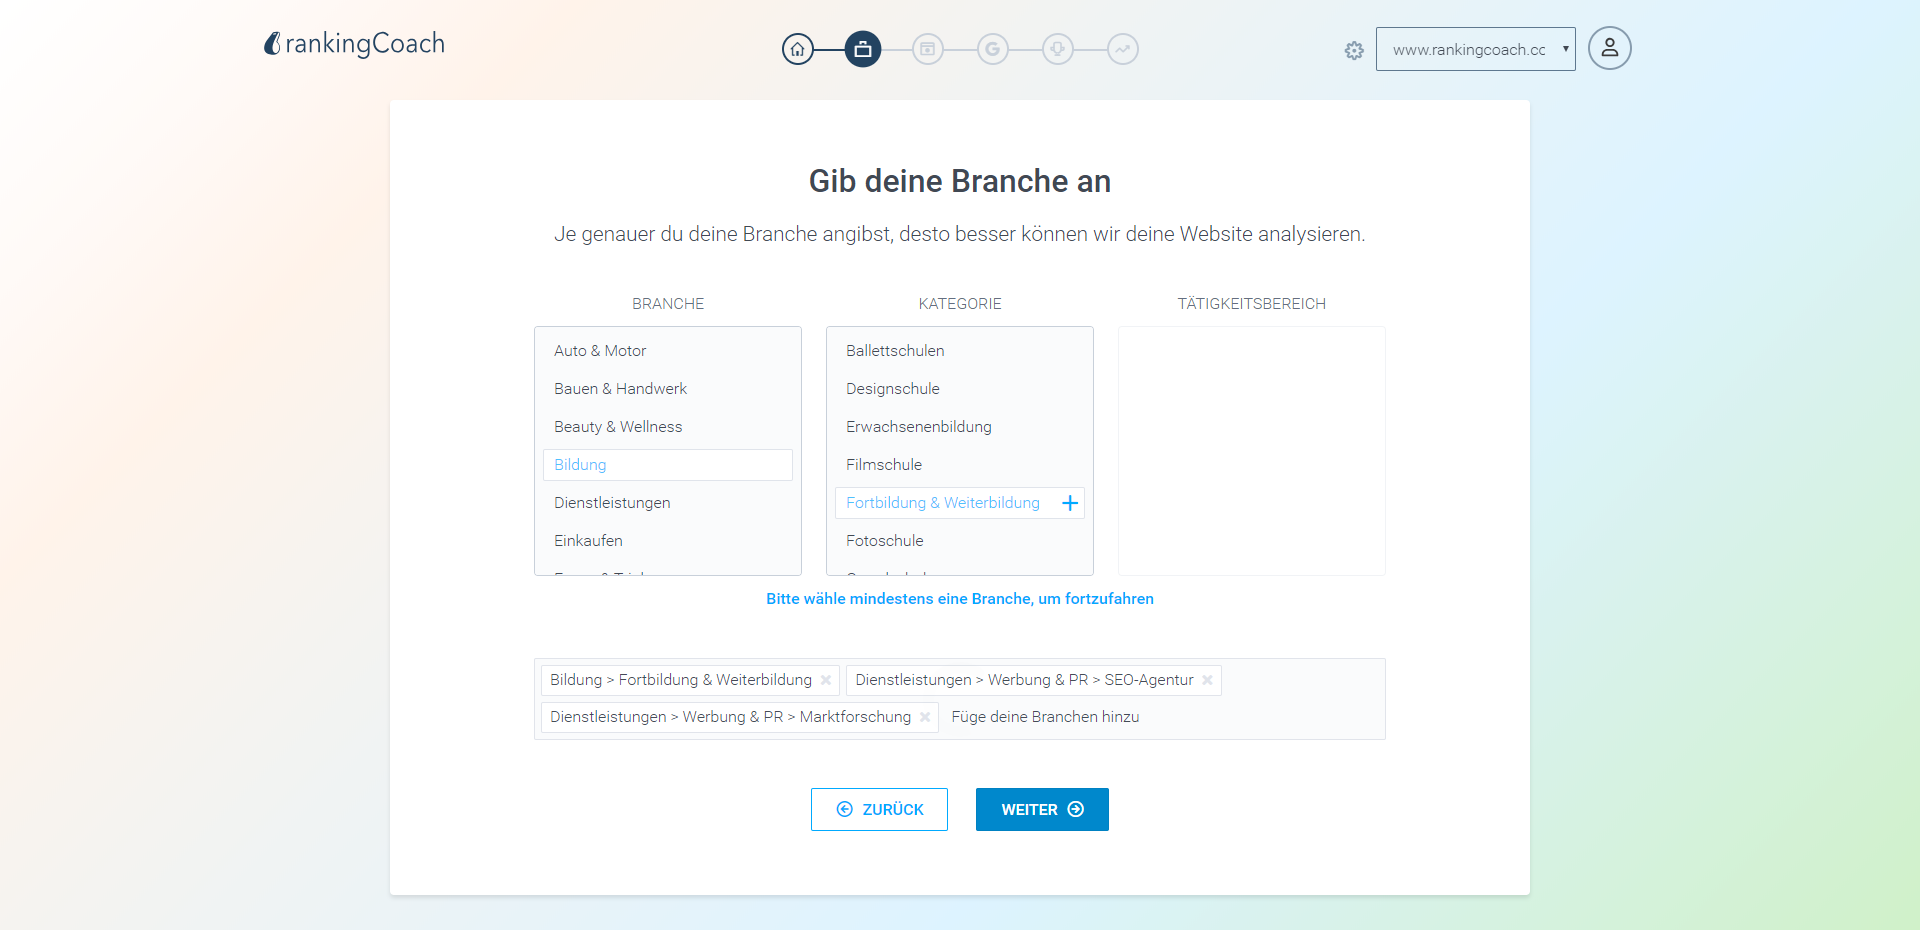 rankingCoach
www.rankingcoach.cc
Gib deine Branche an
Je genauer du deine Branche angibst, desto besser können wir deine Website analysieren.
BRANCHE
Auto & Motor
Bauen & Handwerk
Beauty & Wellness
Bildung
Dienstleistungen
Einkaufen
KATEGORIE
Ballettschulen
Designschule
Erwachsenenbildung
Filmschule
Fortbildung & Weiterbildung
Fotoschule
TÄTIGKEITSBEREICH
Bitte wähle mindestens eine Branche, um fortzufahren
Bildung > Fortbildung & Weiterbildung
Dienstleistungen > Werbung & PR > SEO-Agentur
Dienstleistungen > Werbung & PR > Marktforschung
Füge deine Branchen hinzu
ZURÜCK
WEITER